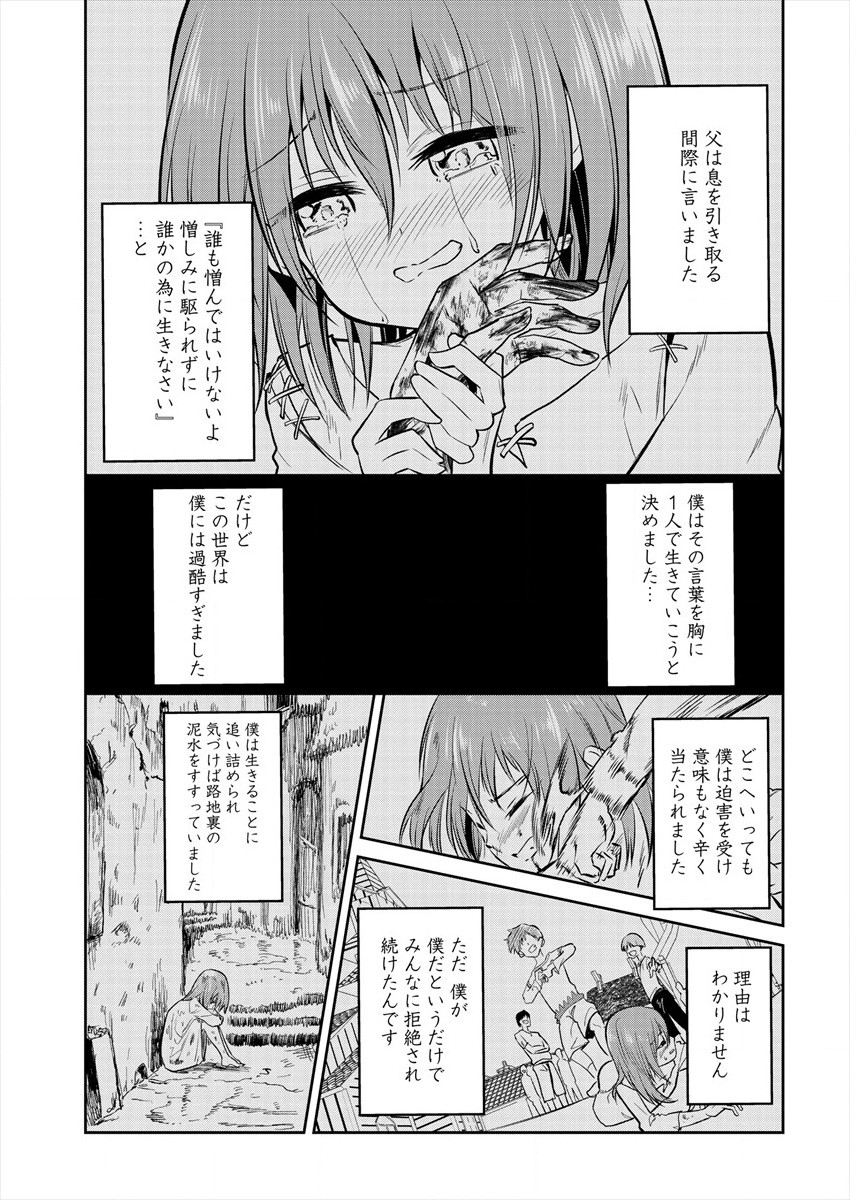 父は息を引き取る
間際に言いました
『誰も憎んではいけないよ
憎しみに駆られずに
誰かの為に生きなさい』
…と
僕はその言葉を胸に
1人で生きていこうと
決めました…
だけど
この世界は
僕には過酷すぎました
どこへいっても
僕は迫害を受け
意味もなく辛く
当たられました
理由は
わかりません
ただ 僕が
僕だというだけで
みんなに拒絶され
続けたんです
僕は生きることに
追い詰められ
気づけば路地裏の
泥水をすすっていました